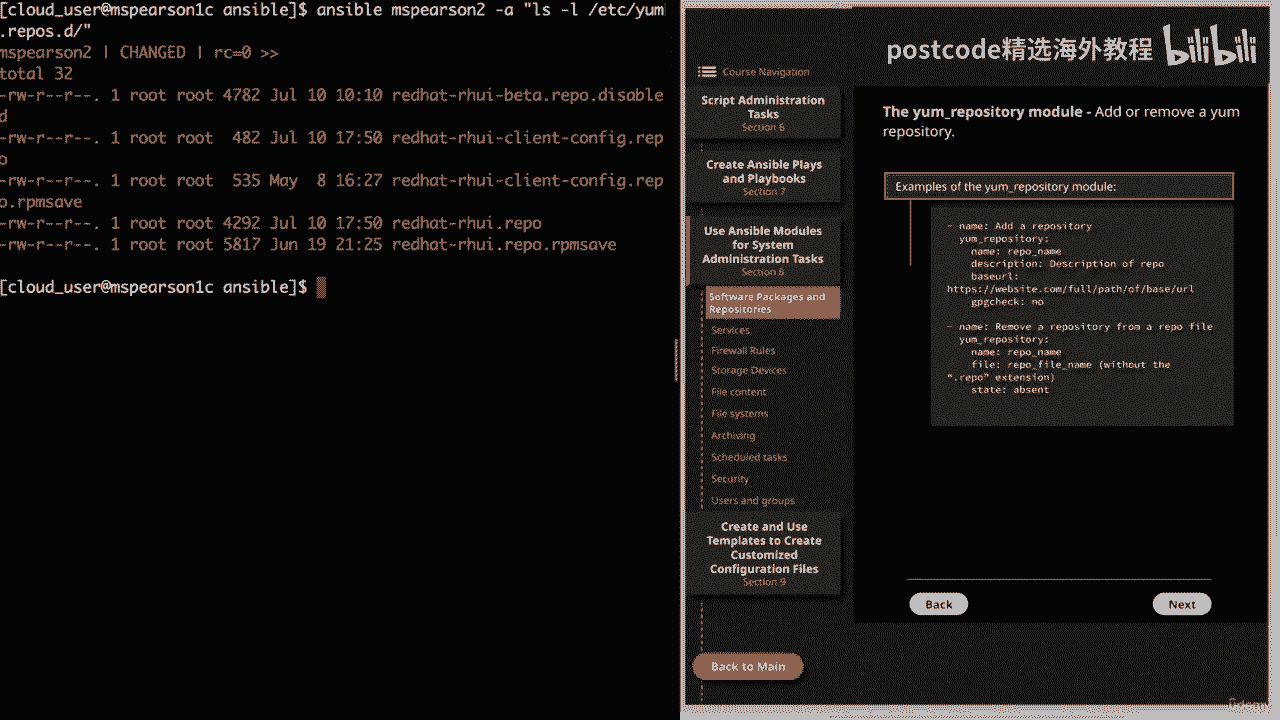 [cloud_user@mspearson1c ansible]$ ansible mspearson2 -a "ls -l /etc/yum
.repos.d/"
mspearson2 | CHANGED | rc=0 >>
total 32
-rw-r--r--. 1 root root 4782 Jul 10 10:10 redhat-rhui-beta.repo.disable
d
-rw-r--r--. 1 root root  482 Jul 10 17:50 redhat-rhui-client-config.rep
o
-rw-r--r--. 1 root root  535 May  8 16:27 redhat-rhui-client-config.rep
o.rpmsave
-rw-r--r--. 1 root root 4292 Jul 10 17:50 redhat-rhui.repo
-rw-r--r--. 1 root root 5817 Jun 19 21:25 redhat-rhui.repo.rpmsave
[cloud_user@mspearson1c ansible]$
postcode精选海外教程 bilibili
Course Navigation
Script Administration
Tasks
Section 6
Create Ansible Plays
and Playbooks
Section 7
Use Ansible Modules
for System
Administration Tasks
Section 8
Software Packages and
Repositories
Services
Firewall Rules
Storage Devices
File content
File systems
Archiving
Scheduled tasks
Security
Users and groups
Create and Use
Templates to Create
Customized
Configuration Files
Section 9
Back to Main
The yum_repository module - Add or remove a yum
repository.
Examples of the yum_repository module:
- name: Add a repository
yum_repository:
name: repo_name
description: Description of repo
baseurl:
https://website.com/full/path/of/base/url
gpgcheck: no
- name: Remove a repository from a repo file
yum_repository:
name: repo_name
file: repo_file_name (without the
".repo" extension)
state: absent
Back
Next
Udemy